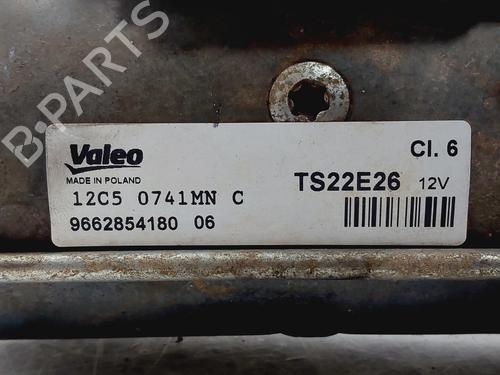 B-PARTS
Valeo
MADE IN POLAND
Cl. 6
12C5 0741MN C
TS22E26 12V
9662854180 06